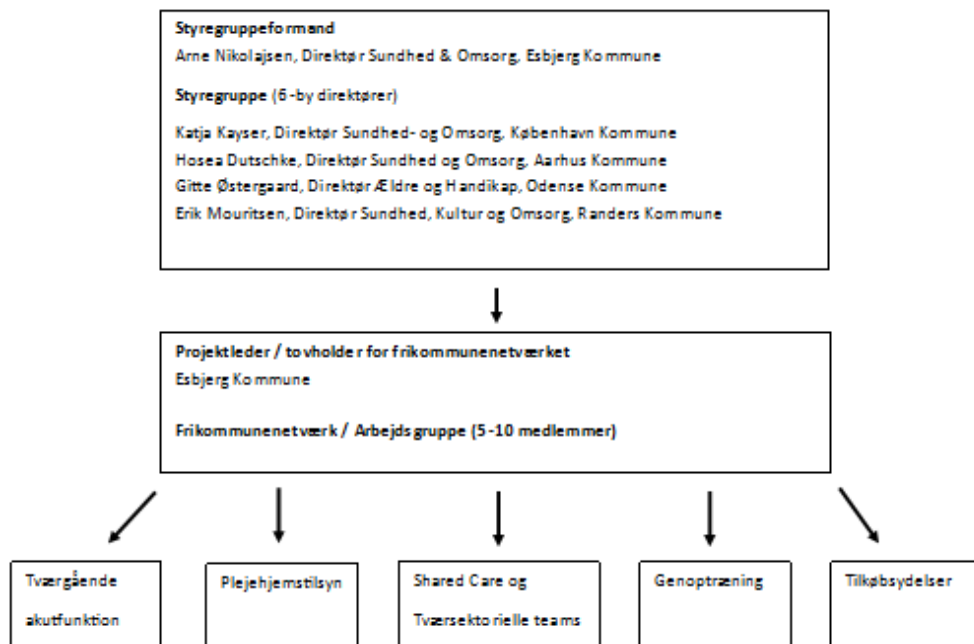 Styregruppeformand
Arne Nikolajsen, Direktør Sundhed & Omsorg, Esbjerg Kommune
Styregruppe (6-by direktører)
Katja Kayser, Direktør Sundhed- og Omsorg, København Kommune
Hosea Dutschke, Direktør Sundhed og Omsorg, Aarhus Kommune
Gitte Østergaard, Direktør Ældre og Handikap, Odense Kommune
Erik Mouritsen, Direktør Sundhed, Kultur og Omsorg, Randers Kommune
Projektleder / tovholder for frikommunenetværket
Esbjerg Kommune
Frikommunenetværk / Arbejdsgruppe (5-10 medlemmer)
Tværgående
akutfunktion
Plejehjemstilsyn
Shared Care og
Tværsektorielle teams
Genoptræning
Tilkøbsydelser